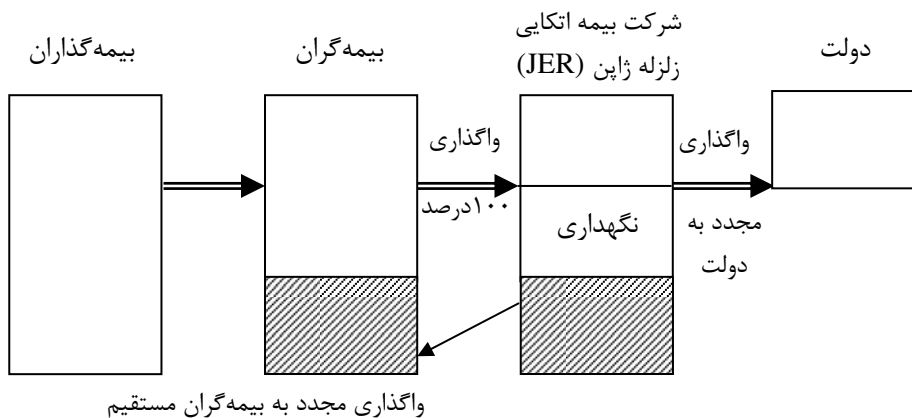 شرکت بیمه اتکایی
زلزله ژاپن (JER)
بیمه‌گذاران
بیمه‌گران
دولت
واگذاری
واگذاری
۱۰۰درصد
نگهداری
مجدد به
دولت
واگذاری مجدد به بیمه‌گران مستقیم